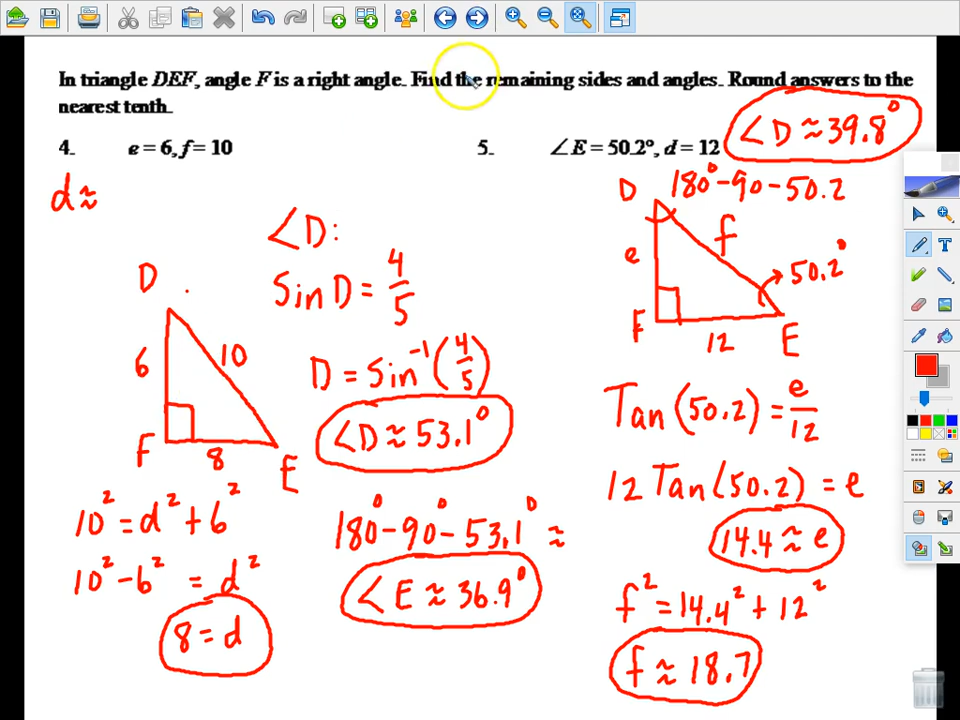 In triangle DEF, angle F is a right angle. Find the remaining sides and angles. Round answers to the
nearest tenth.
4. e = 6, f = 10
d ≈
∠D:
Sin D = 4/5
D
6
10
F
8
E
D = Sin⁻¹(4/5)
∠D ≈ 53.1°
10² = d² + 6²
10² - 6² = d²
8 = d
180° - 90° - 53.1° ≈
∠E ≈ 36.9°
5. ∠E = 50.2°, d = 12
∠D ≈ 39.8°
180° - 90 - 50.2
D
e
f
50.2°
F
12
E
Tan (50.2) = e/12
12 Tan (50.2) = e
14.4 ≈ e
f² = 14.4² + 12²
f ≈ 18.7
T